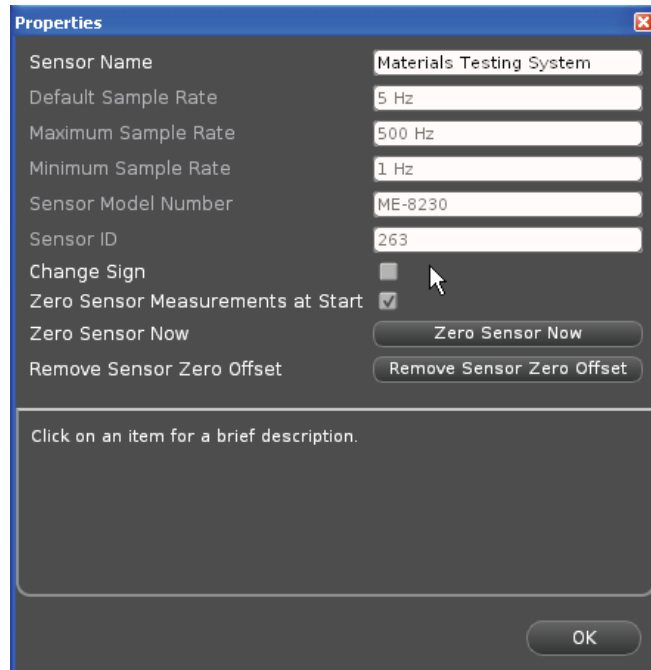 Properties
Sensor Name Materials Testing System
Default Sample Rate 5 Hz
Maximum Sample Rate 500 Hz
Minimum Sample Rate 1 Hz
Sensor Model Number ME-8230
Sensor ID 263
Change Sign
Zero Sensor Measurements at Start
Zero Sensor Now Zero Sensor Now
Remove Sensor Zero Offset Remove Sensor Zero Offset
Click on an item for a brief description.
OK